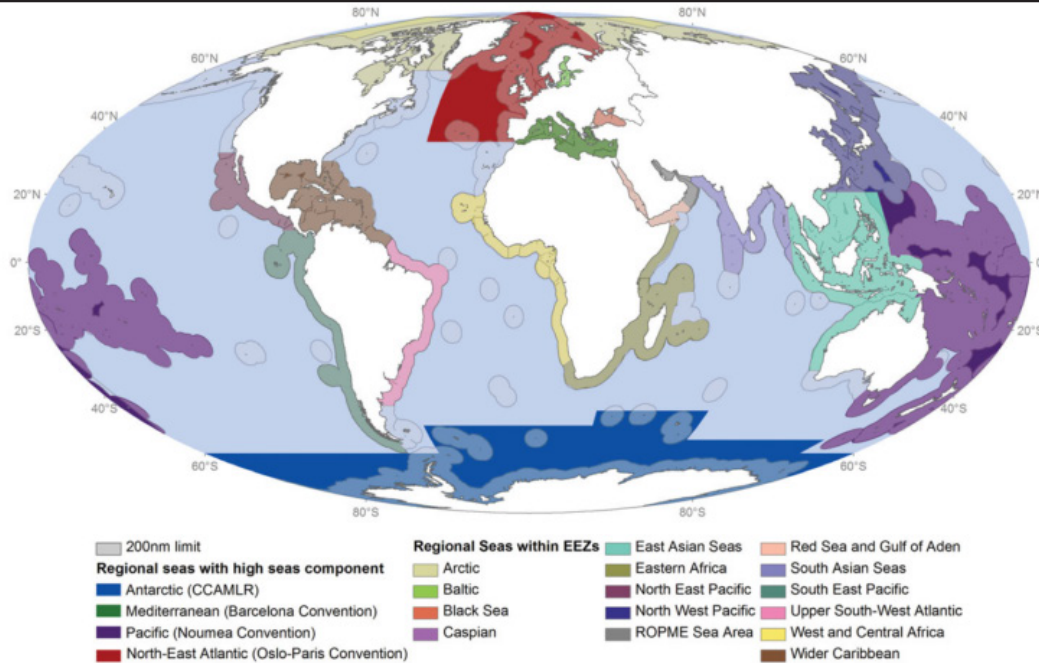 80°N 80°N
60°N 60°N
40°N 40°N
20°N 20°N
0° 0°
20°S 20°S
40°S 40°S
60°S 60°S
80°S 80°S
200nm limit
Regional seas with high seas component
Antarctic (CCAMLR)
Mediterranean (Barcelona Convention)
Pacific (Noumea Convention)
North-East Atlantic (Oslo-Paris Convention)
Regional Seas within EEZs
Arctic
Baltic
Black Sea
Caspian
East Asian Seas
Eastern Africa
North East Pacific
North West Pacific
ROPME Sea Area
Red Sea and Gulf of Aden
South Asian Seas
South East Pacific
Upper South-West Atlantic
West and Central Africa
Wider Caribbean